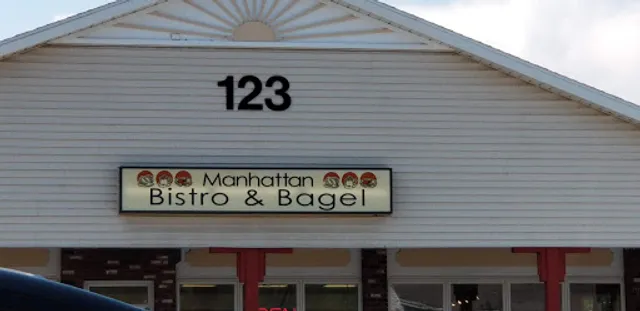 123
Manhattan
Bistro & Bagel